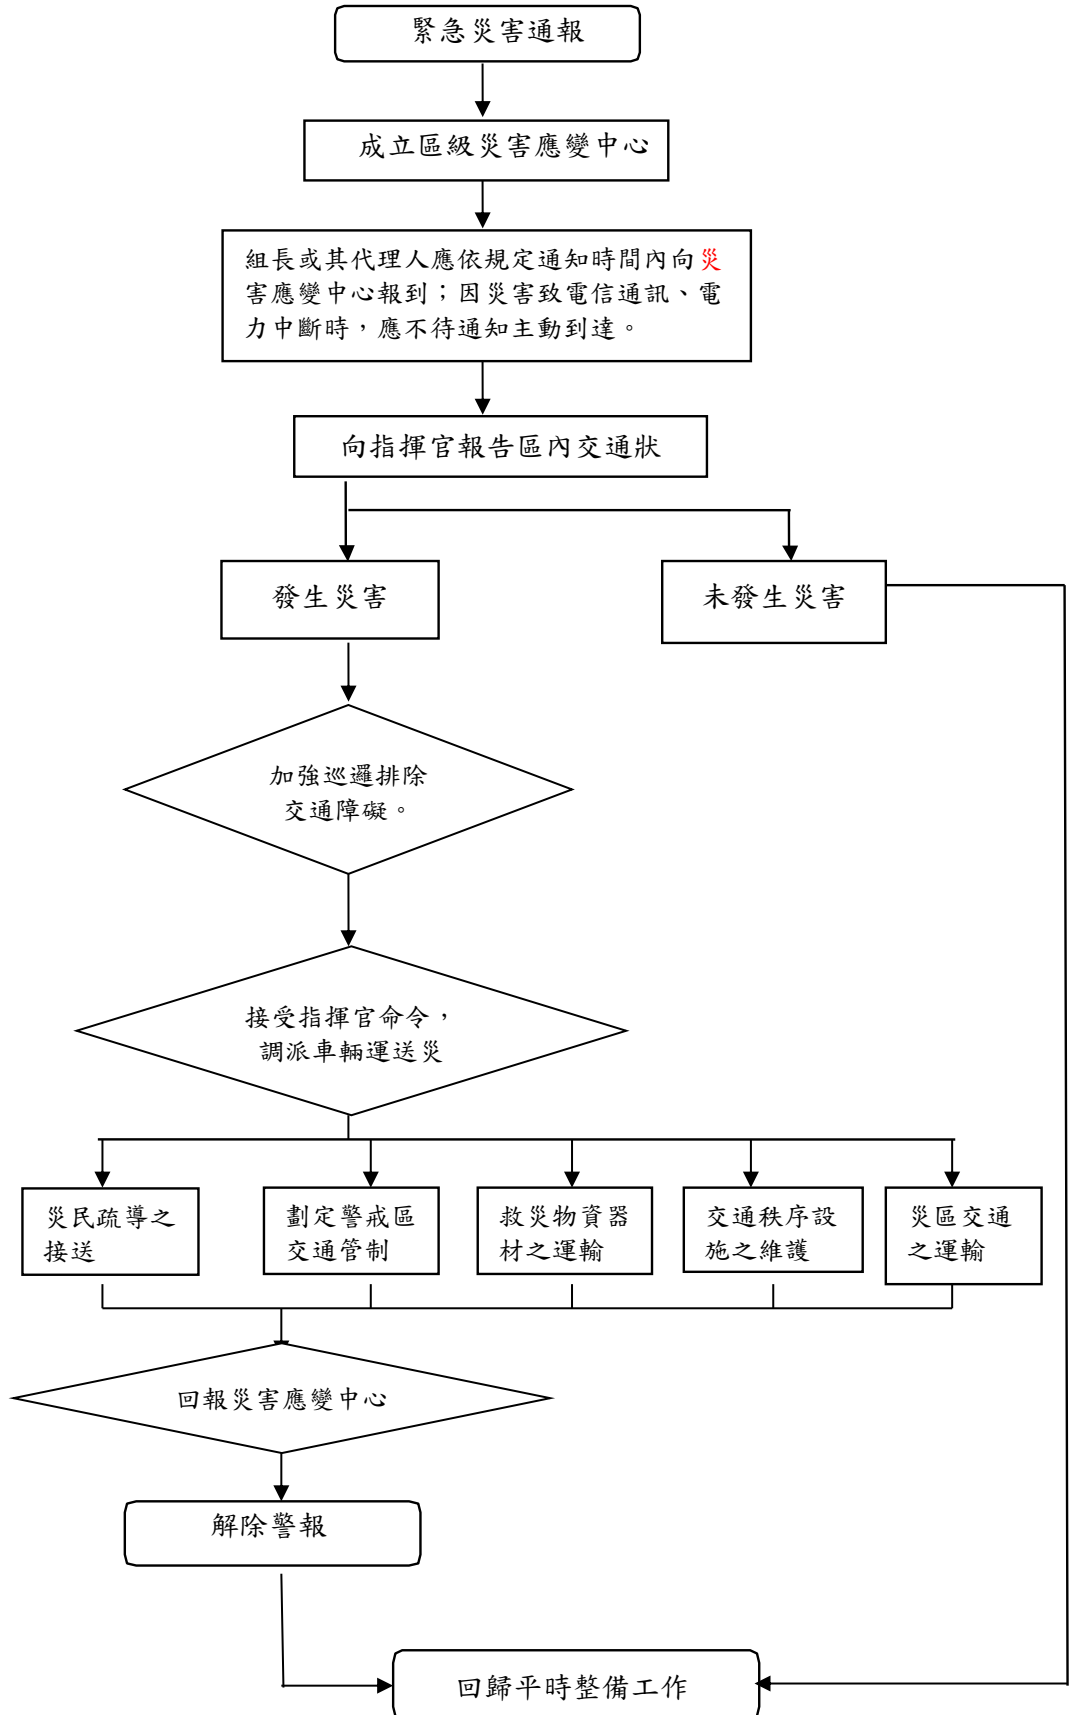 緊急災害通報
成立區級災害應變中心
組長或其代理人應依規定通知時間內向災
害應變中心報到；因災害致電信通訊、電
力中斷時，應不待通知主動到達。
向指揮官報告區內交通狀
發生災害
未發生災害
加強巡邏排除
交通障礙。
接受指揮官命令，
調派車輛運送災
災民疏導之
接送
劃定警戒區
交通管制
救災物資器
材之運輸
交通秩序設
施之維護
災區交通
之運輸
回報災害應變中心
解除警報
回歸平時整備工作